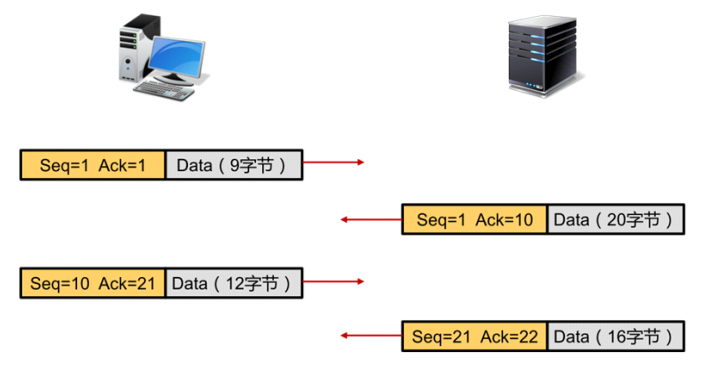 Seq=1 Ack=1 Data（9字节）
Seq=1 Ack=10 Data（20字节）
Seq=10 Ack=21 Data（12字节）
Seq=21 Ack=22 Data（16字节）